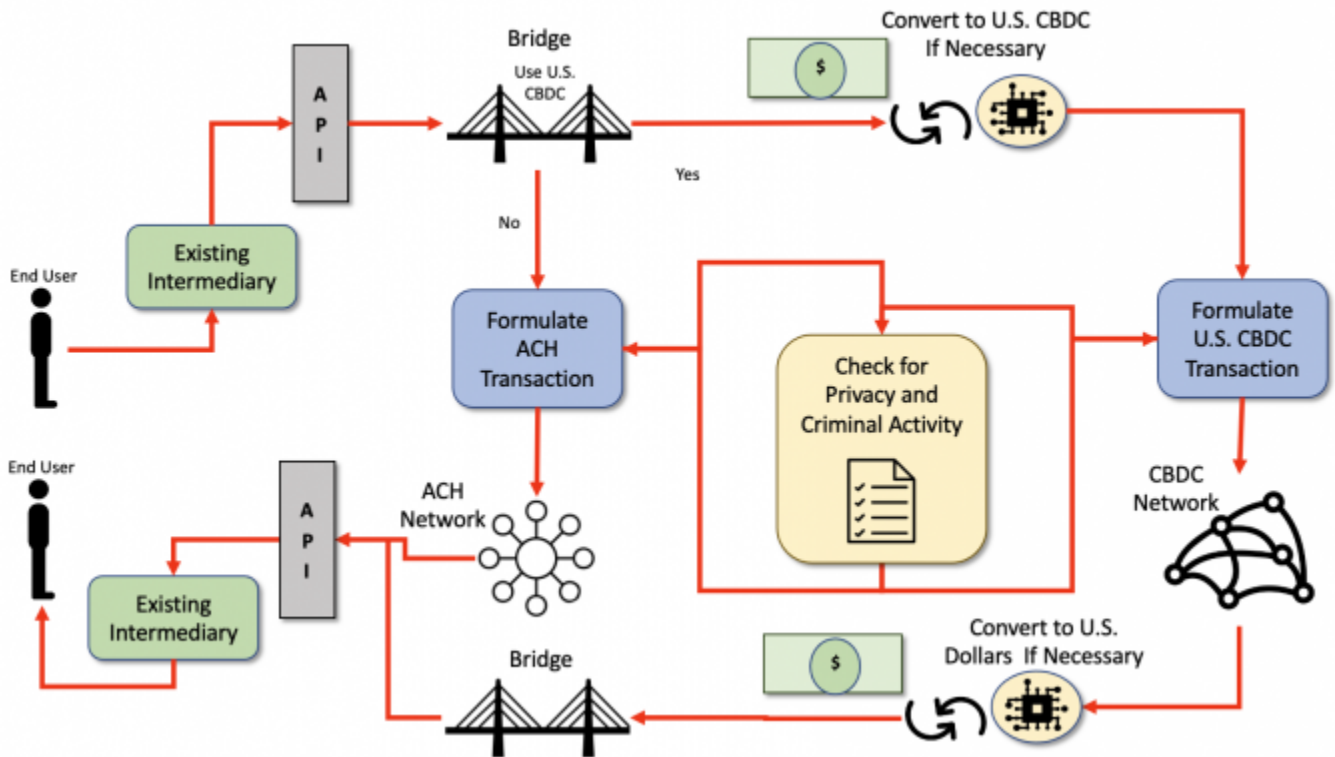 Convert to U.S. CBDC
If Necessary
$
Bridge
Use U.S.
CBDC
A
P
I
Yes
No
Existing
Intermediary
End User
Formulate
ACH
Transaction
Check for
Privacy and
Criminal Activity
Formulate
U.S. CBDC
Transaction
End User
A
P
I
ACH
Network
CBDC
Network
Existing
Intermediary
Bridge
$
Convert to U.S.
Dollars If Necessary